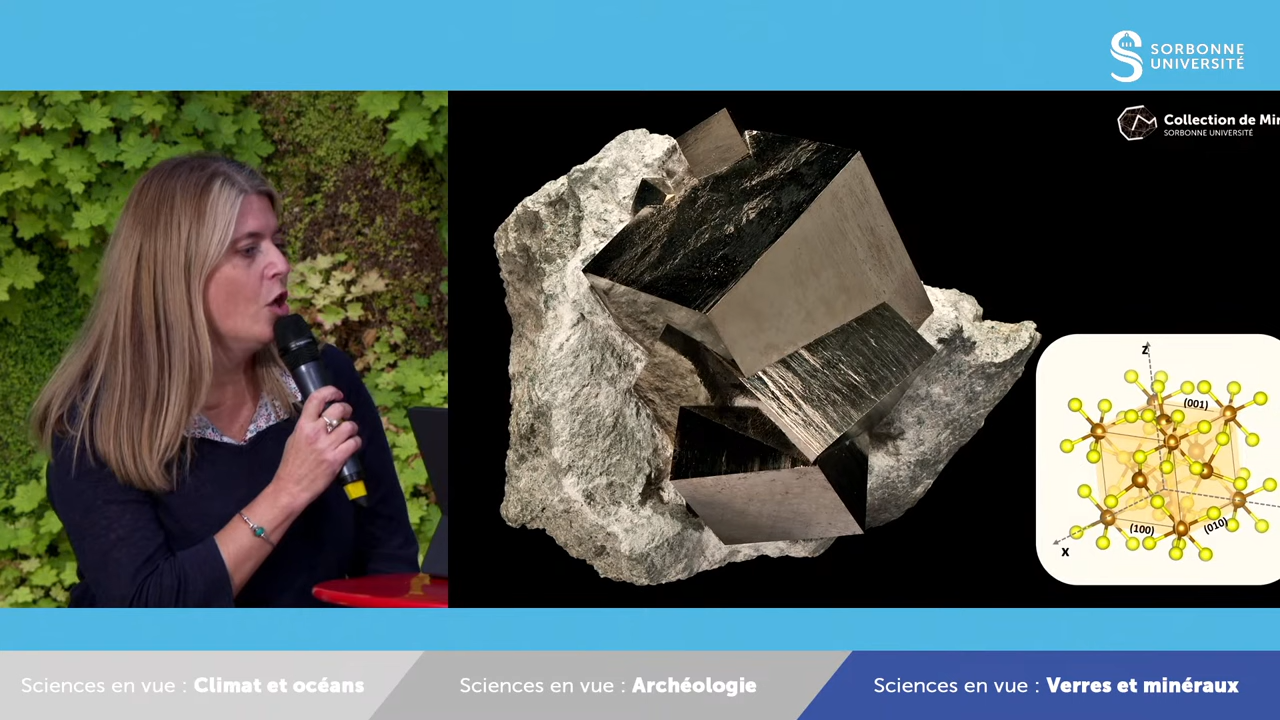 SORBONNE
UNIVERSITÉ
Collection de
SORBONNE UNIVERSITÉ
Z
(001)
(100)
(010)
X
Sciences en vue : Climat et océans
Sciences en vue : Archéologie
Sciences en vue : Verres et minéraux